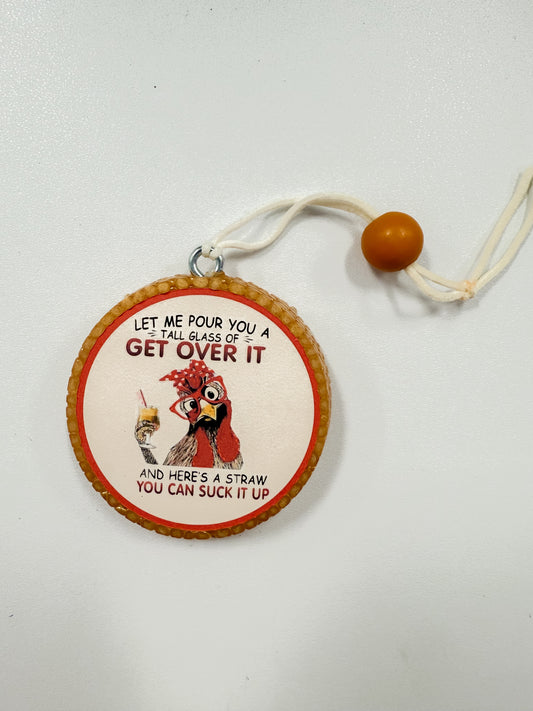 LET ME POUR YOU A
TALL GLASS OF
GET OVER IT
AND HERE'S A STRAW
YOU CAN SUCK IT UP